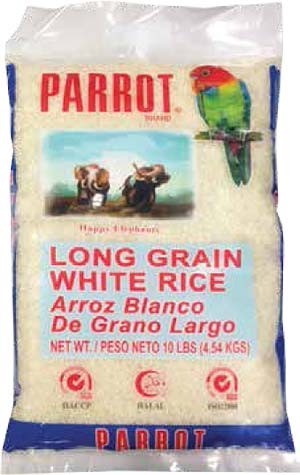 PARROT®
BRAND
Happy Elephants
LONG GRAIN
WHITE RICE
Arroz Blanco
De Grano Largo
NET WT. / PESO NETO 10 LBS (4.54 KGS)
HACCP HALAL
PARROT